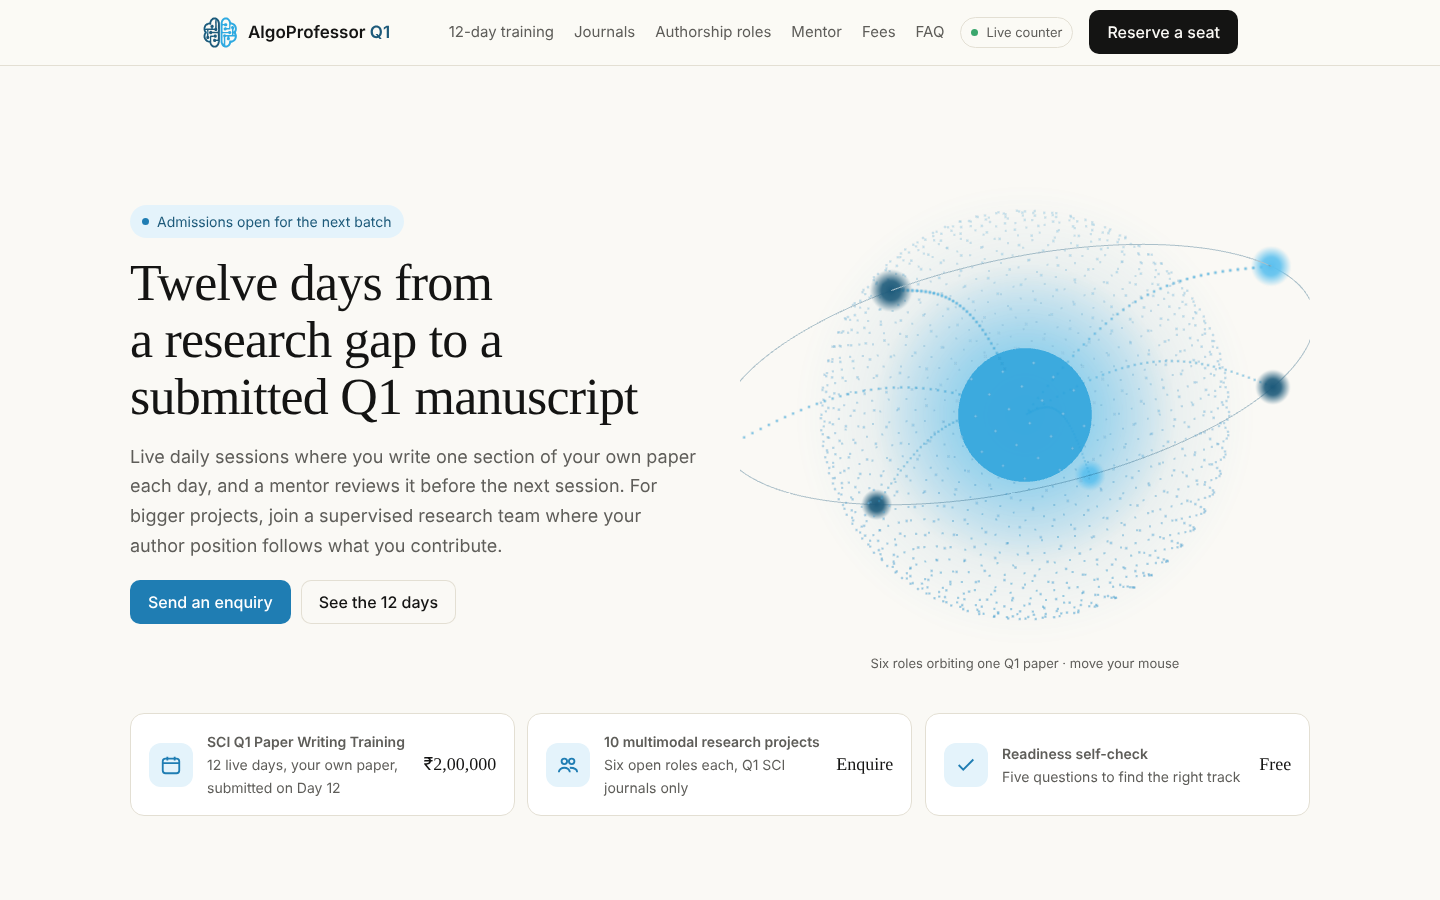 AlgoProfessor Q1
12-day training
Journals
Authorship roles
Mentor
Fees
FAQ
Live counter
Reserve a seat
Admissions open for the next batch
Twelve days from
a research gap to a
submitted Q1 manuscript
Live daily sessions where you write one section of your own paper
each day, and a mentor reviews it before the next session. For
bigger projects, join a supervised research team where your
author position follows what you contribute.
Send an enquiry
See the 12 days
Six roles orbiting one Q1 paper · move your mouse
SCI Q1 Paper Writing Training
12 live days, your own paper,
submitted on Day 12
₹2,00,000
10 multimodal research projects
Six open roles each, Q1 SCI
journals only
Enquire
Readiness self-check
Five questions to find the right track
Free